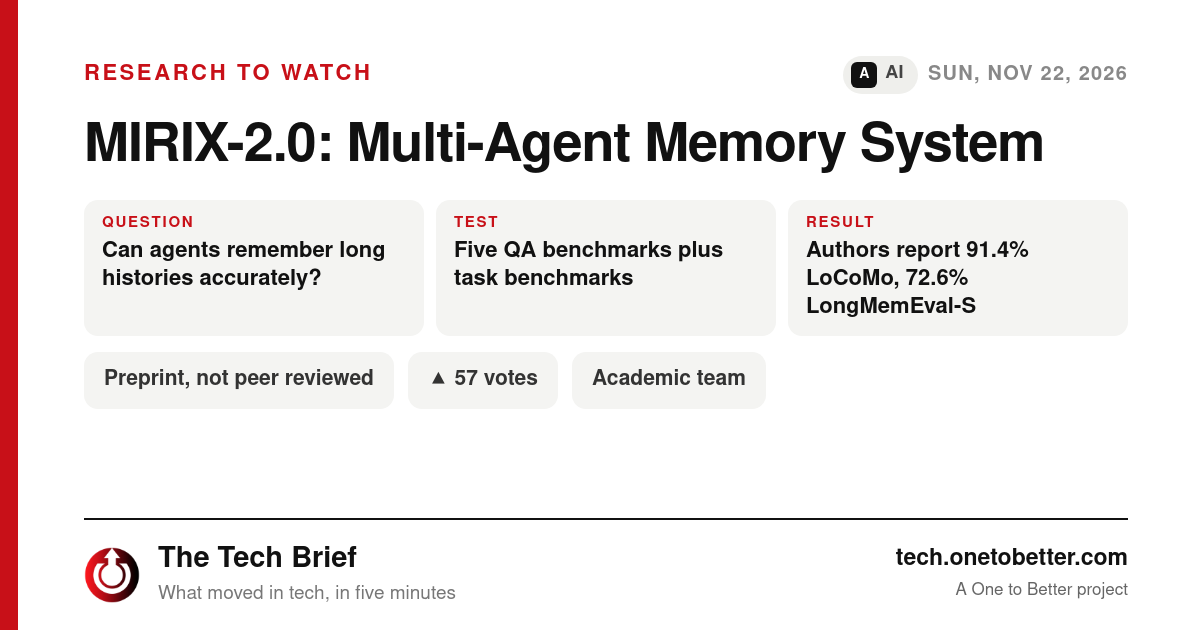 RESEARCH TO WATCH
A AI SUN, NOV 22, 2026
MIRIX-2.0: Multi-Agent Memory System
QUESTION
Can agents remember long
histories accurately?
TEST
Five QA benchmarks plus
task benchmarks
RESULT
Authors report 91.4%
LoCoMo, 72.6%
LongMemEval-S
Preprint, not peer reviewed
▲ 57 votes
Academic team
The Tech Brief
What moved in tech, in five minutes
tech.onetobetter.com
A One to Better project